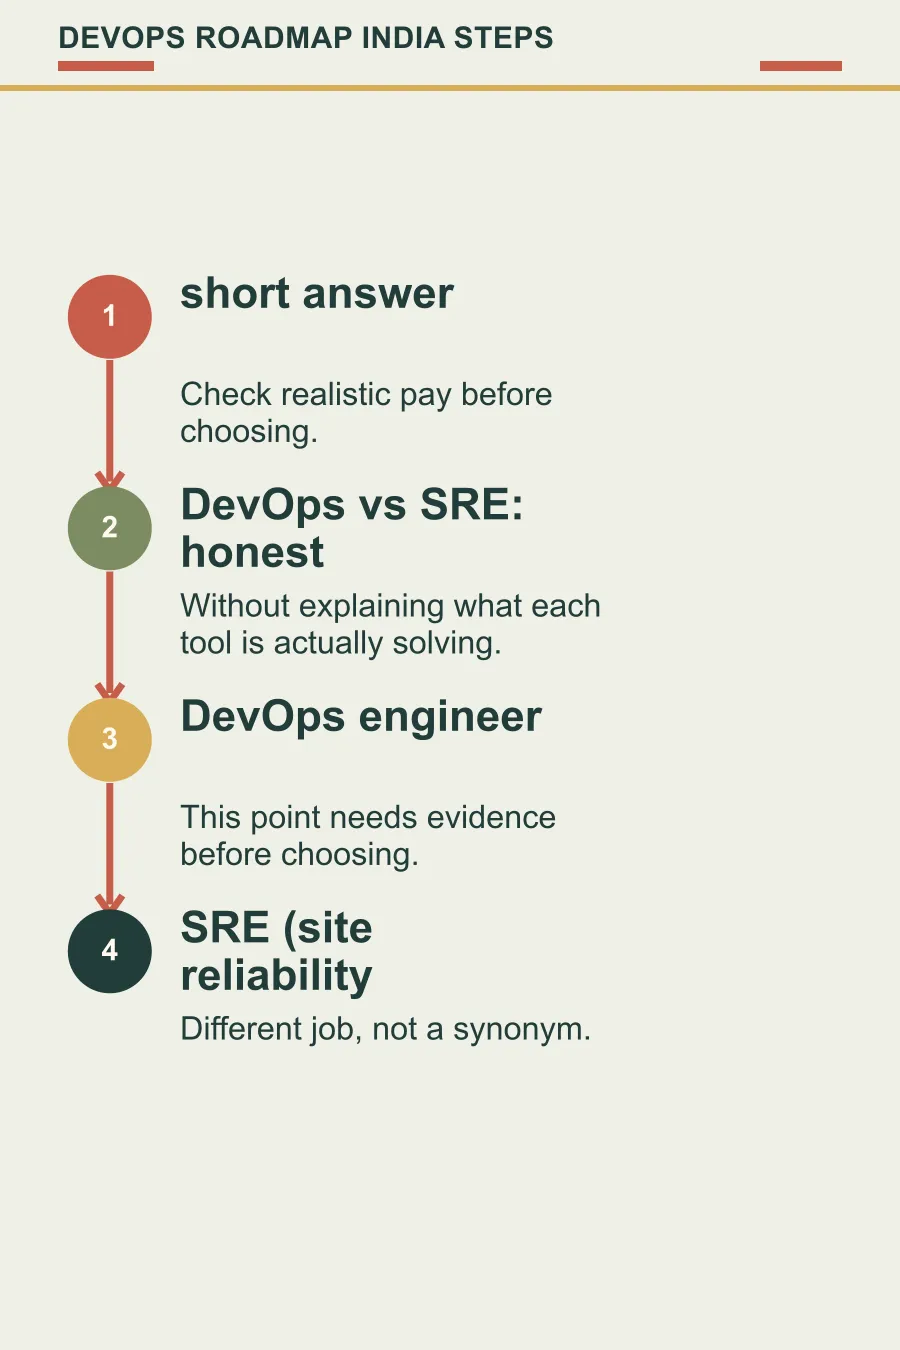 DEVOPS ROADMAP INDIA STEPS
1
short answer
Check realistic pay before
choosing.
2
DevOps vs SRE:
honest
Without explaining what each
tool is actually solving.
3
DevOps engineer
This point needs evidence
before choosing.
4
SRE (site
reliability
Different job, not a synonym.